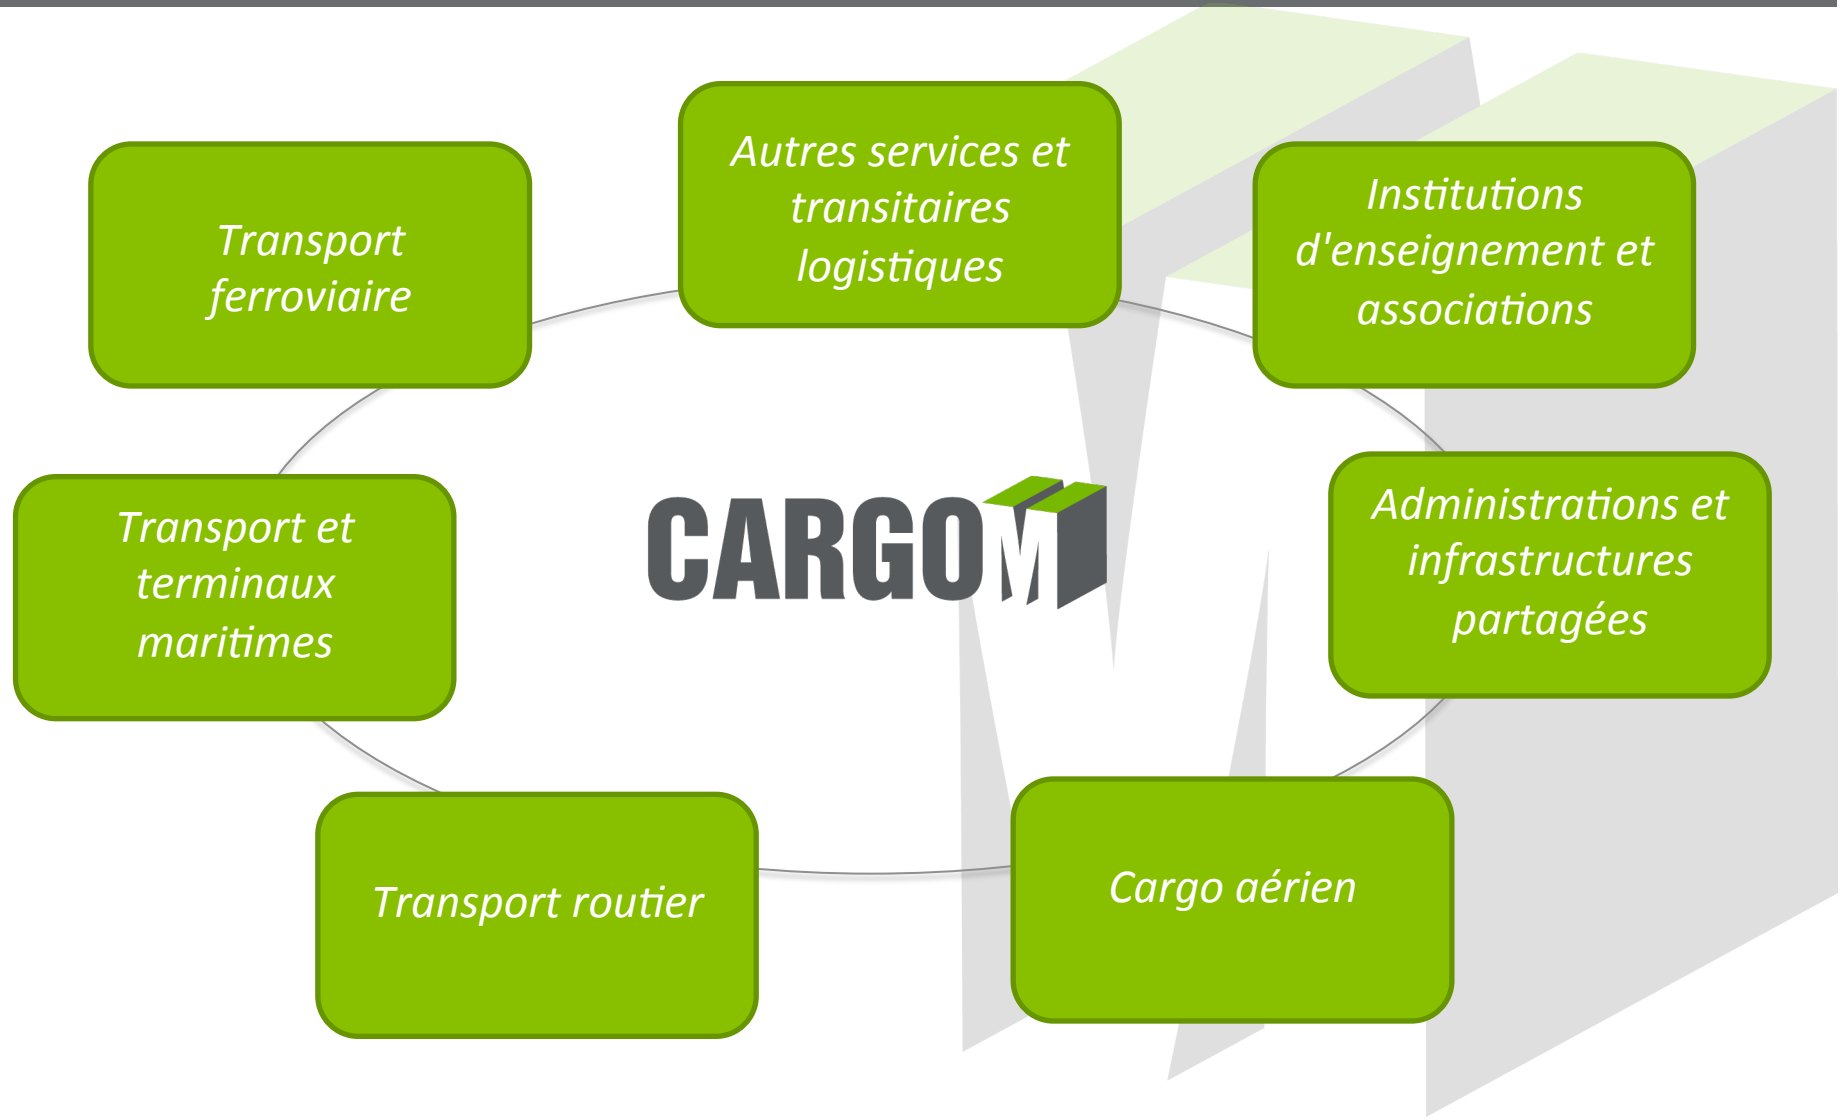 Autres services et
transitaires
logistiques
Transport
ferroviaire
Institutions
d'enseignement et
associations
Transport et
terminaux
maritimes
CARGOM
Administrations et
infrastructures
partagées
Transport routier
Cargo aérien